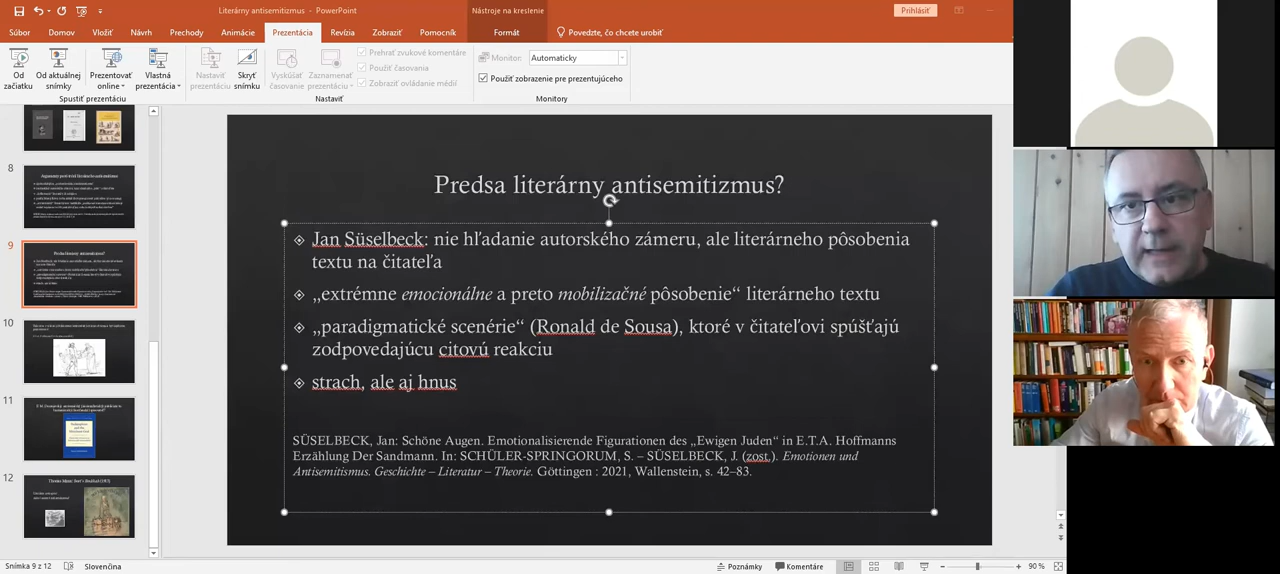 Literárny antisemitizmus - PowerPoint
Nástroje na kreslenie
Prihlásiť
Súbor
Domov
Vložiť
Návrh
Prechody
Animácie
Prezentácia
Revízia
Zobraziť
Pomocník
Formát
Povedzte, čo chcete urobiť
Od začiatku
Od aktuálnej snímky
Prezentovať online
Vlastná prezentácia
Nastaviť prezentáciu
Skryť snímku
Vyskúšať časovanie
Zaznamenať prezentáciu
Prehrať zvukové komentáre
Použiť časovania
Zobraziť ovládanie médií
Monitor:
Automaticky
Použiť zobrazenie pre prezentujúceho
Spustiť prezentáciu
Nastaviť
Monitory
8
9
10
11
12
Predsa literárny antisemitizmus?
Jan Süselbeck: nie hľadanie autorského zámeru, ale literárneho pôsobenia
textu na čitateľa
„extrémne emocionálne a preto mobilizačné pôsobenie“ literárneho textu
„paradigmatické scenérie“ (Ronald de Sousa), ktoré v čitateľovi spúšťajú
zodpovedajúcu citovú reakciu
strach, ale aj hnus
SÜSELBECK, Jan: Schöne Augen. Emotionalisierende Figurationen des „Ewigen Juden“ in E.T.A. Hoffmanns
Erzählung Der Sandmann. In: SCHÜLER-SPRINGORUM, S. – SÜSELBECK, J. (zost.). Emotionen und
Antisemitismus. Geschichte – Literatur – Theorie. Göttingen : 2021, Wallenstein, s. 42–83.
Snímka 9 z 12
Slovenčina
Poznámky
Komentáre
90 %